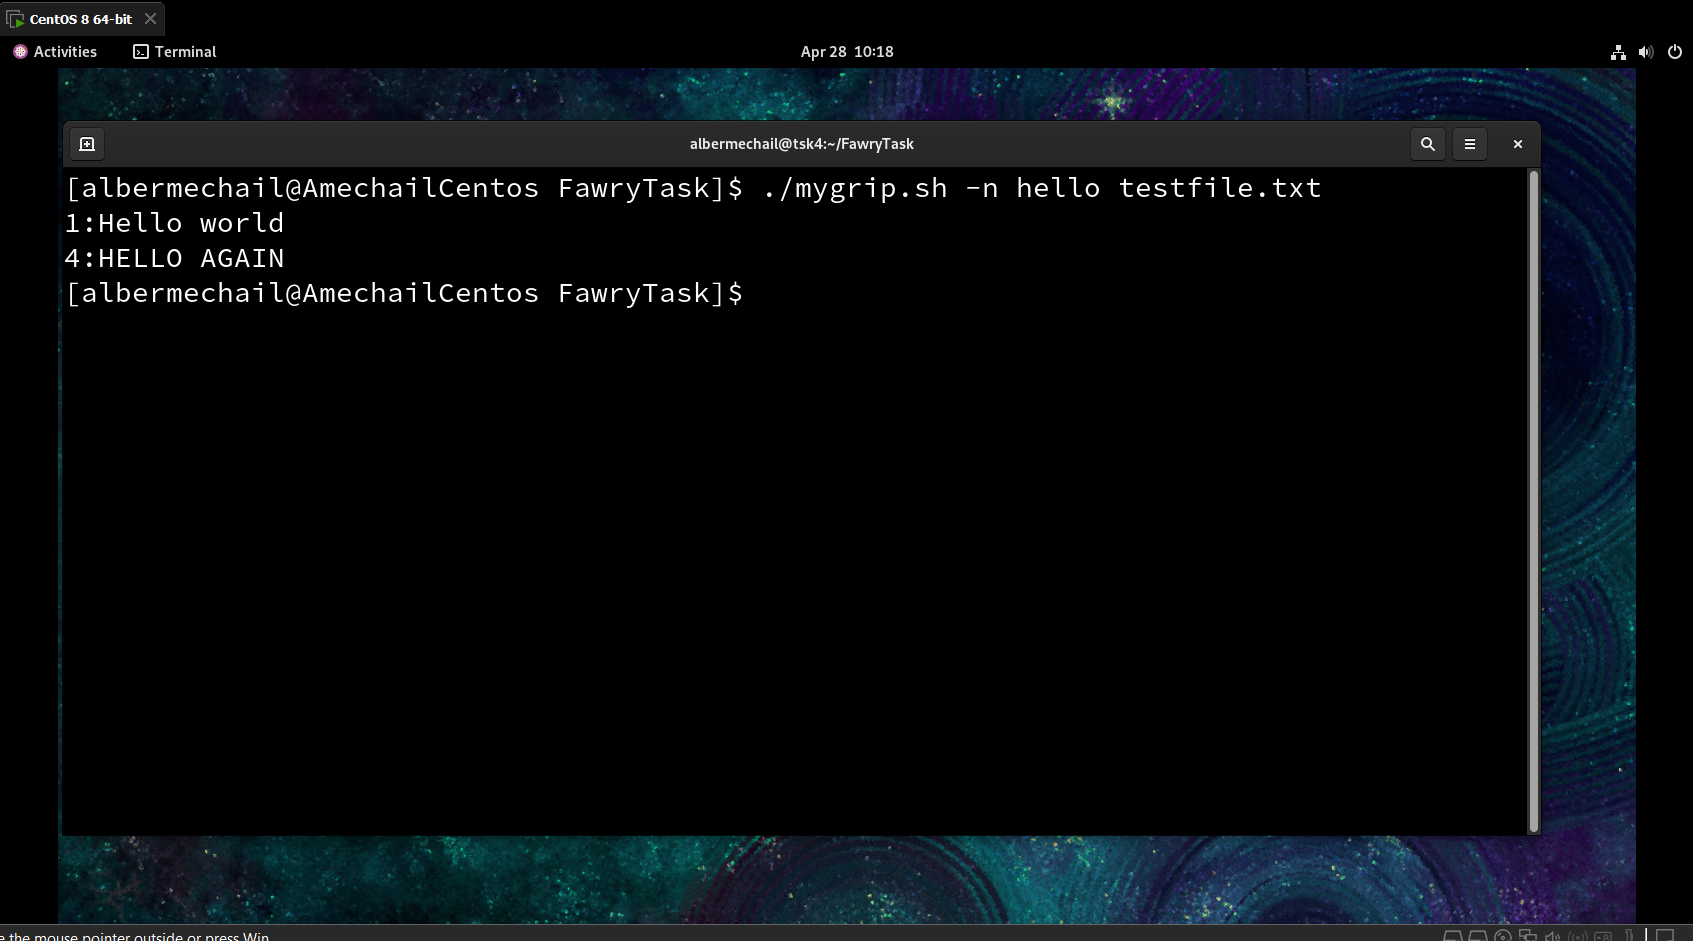 CentOS 8 64-bit
Activities Terminal Apr 28 10:18
albermechail@tsk4:~/FawryTask
[albermechail@AmechailCentos FawryTask]$ ./mygrip.sh -n hello testfile.txt
1:Hello world
4:HELLO AGAIN
[albermechail@AmechailCentos FawryTask]$
e the mouse pointer outside or press Win